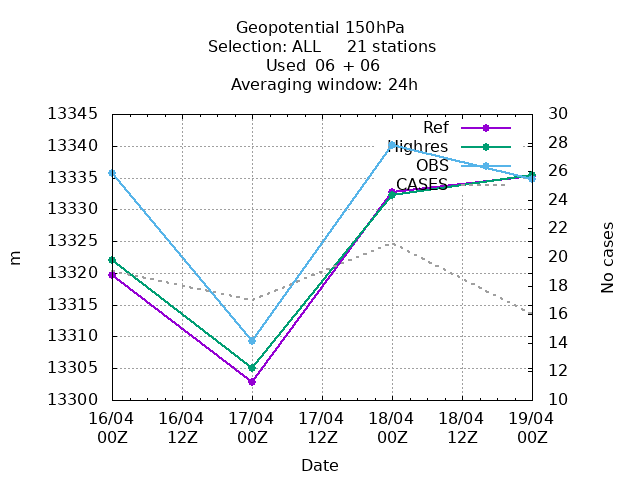 Geopotential 150hPa
Selection: ALL     21 stations
Used  06 + 06
Averaging window: 24h
13345
13340
13335
13330
13325
13320
13315
13310
13305
13300
m
30
28
26
24
22
20
18
16
14
12
10
No cases
Ref
Highres
OBS
CASES
16/04 16/04 17/04 17/04 18/04 18/04 19/04
00Z 12Z 00Z 12Z 00Z 12Z 00Z
Date